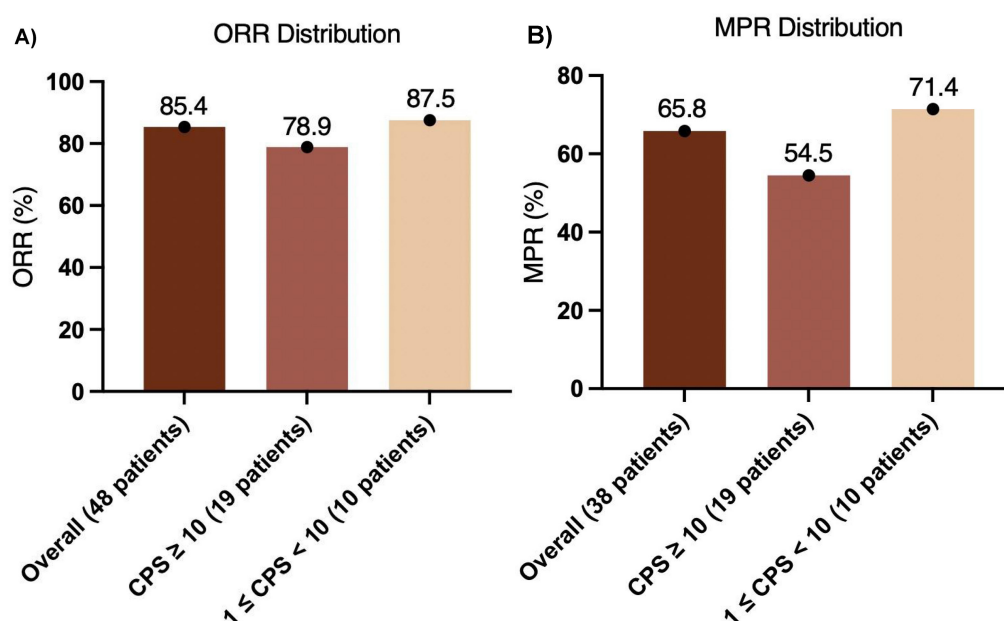 A)
ORR Distribution
ORR (%)
100
80
60
40
20
0
85.4
78.9
87.5
Overall (48 patients)
CPS ≥ 10 (19 patients)
1 ≤ CPS < 10 (10 patients)
B)
MPR Distribution
MPR (%)
80
60
40
20
0
65.8
54.5
71.4
Overall (38 patients)
CPS ≥ 10 (19 patients)
1 ≤ CPS < 10 (10 patients)